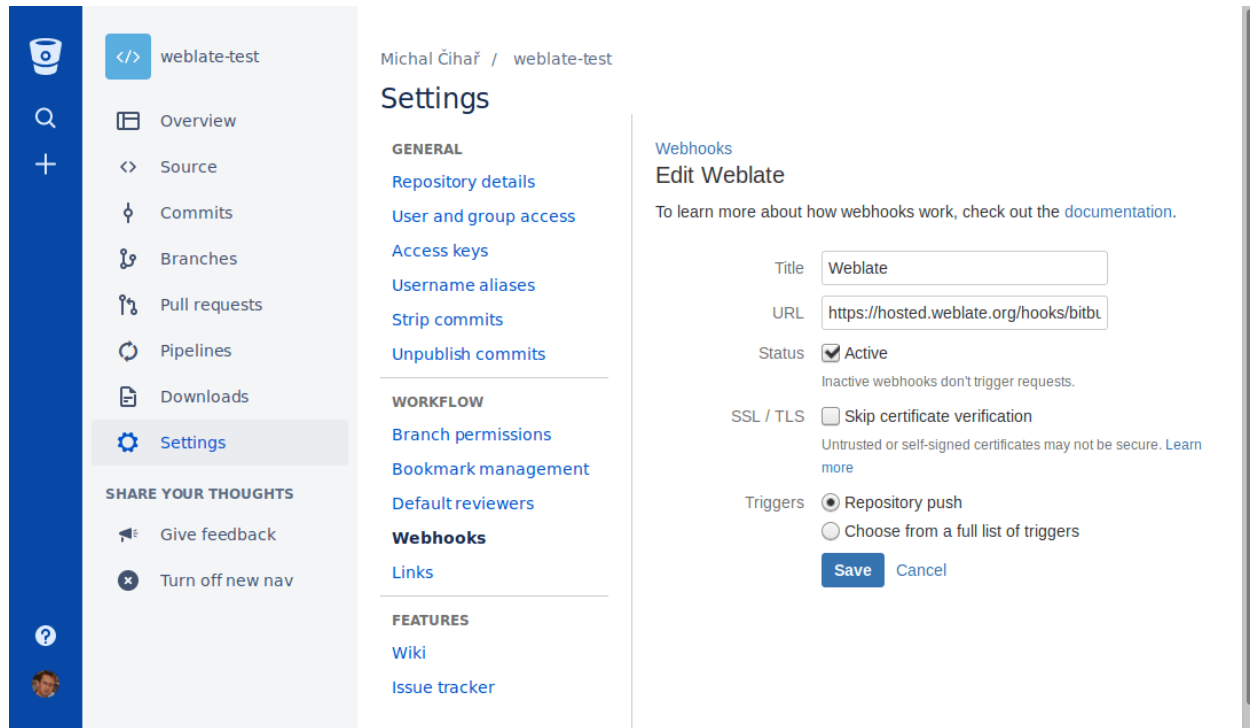 weblate-test
Overview
Source
Commits
Branches
Pull requests
Pipelines
Downloads
Settings
SHARE YOUR THOUGHTS
Give feedback
Turn off new nav
Michal Čihař / weblate-test
Settings
GENERAL
Repository details
User and group access
Access keys
Username aliases
Strip commits
Unpublish commits
WORKFLOW
Branch permissions
Bookmark management
Default reviewers
Webhooks
Links
FEATURES
Wiki
Issue tracker
Webhooks
Edit Weblate
To learn more about how webhooks work, check out the documentation.
Title Weblate
URL https://hosted.weblate.org/hooks/bitbu
Status Active
Inactive webhooks don't trigger requests.
SSL / TLS Skip certificate verification
Untrusted or self-signed certificates may not be secure. Learn
more
Triggers Repository push
Choose from a full list of triggers
Save Cancel